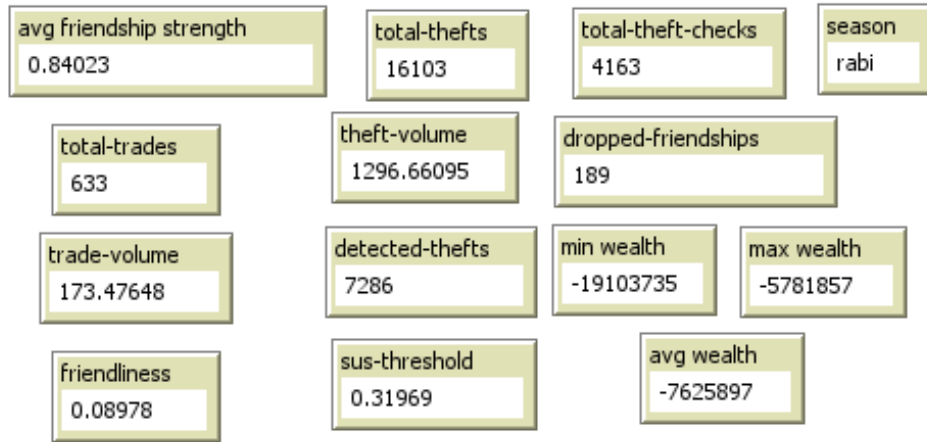 avg friendship strength
0.84023
total-thefts
16103
total-theft-checks
4163
season
rabi
total-trades
633
theft-volume
1296.66095
dropped-friendships
189
trade-volume
173.47648
detected-thefts
7286
min wealth
-19103735
max wealth
-5781857
friendliness
0.08978
sus-threshold
0.31969
avg wealth
-7625897